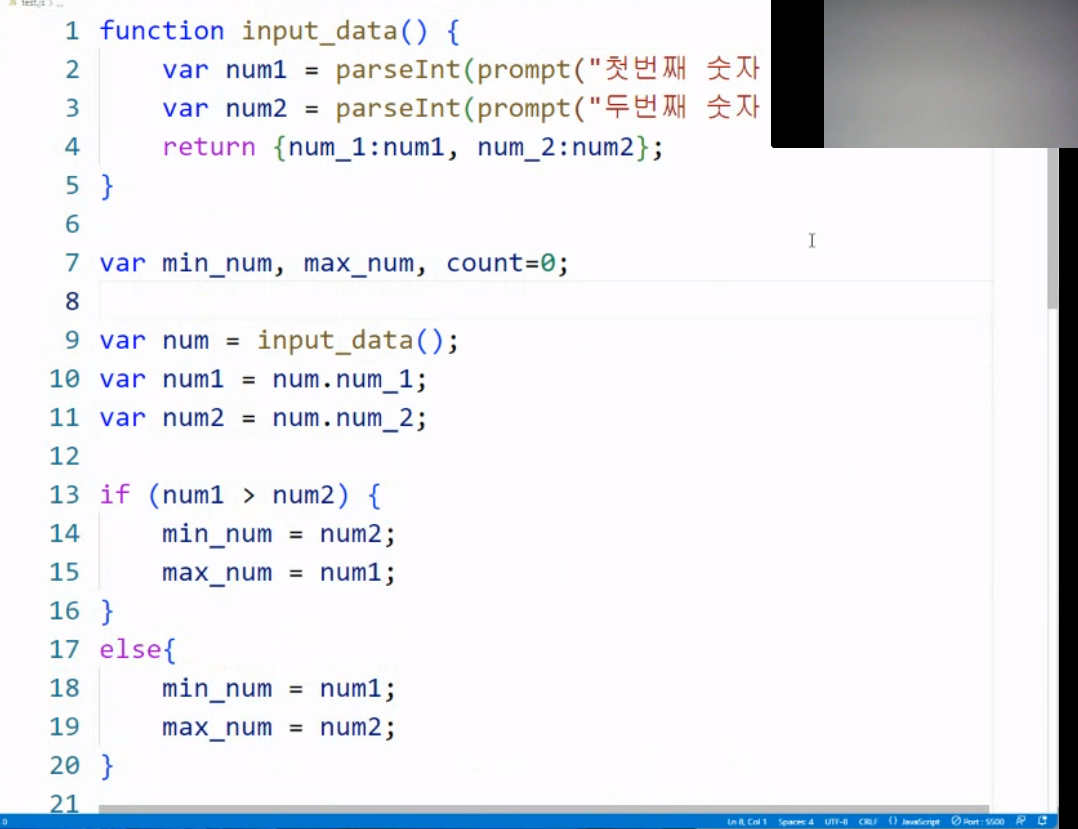 test.js > ...
1 function input_data() {
2     var num1 = parseInt(prompt("첫번째 숫자
3     var num2 = parseInt(prompt("두번째 숫자
4     return {num_1:num1, num_2:num2};
5 }
6
7 var min_num, max_num, count=0;
8
9 var num = input_data();
10 var num1 = num.num_1;
11 var num2 = num.num_2;
12
13 if (num1 > num2) {
14     min_num = num2;
15     max_num = num1;
16 }
17 else{
18     min_num = num1;
19     max_num = num2;
20 }
21
0 Ln 8, Col 1 Spaces: 4 UTF-8 CRLF {} JavaScript Port : 5500